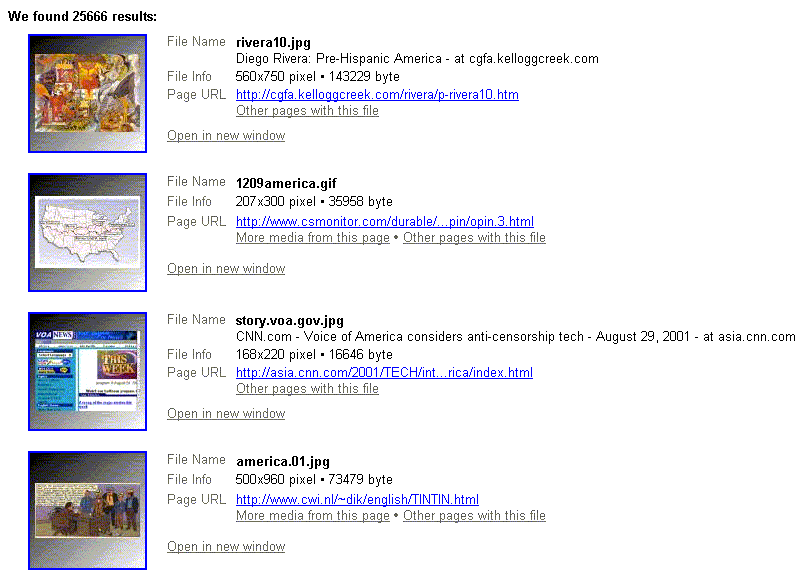 We found 25666 results:
File Name rivera10.jpg
Diego Rivera: Pre-Hispanic America - at cgfa.kelloggcreek.com
File Info 560x750 pixel • 143229 byte
Page URL http://cgfa.kelloggcreek.com/rivera/p-rivera10.htm
Other pages with this file
Open in new window
File Name 1209america.gif
File Info 207x300 pixel • 35958 byte
Page URL http://www.csmonitor.com/durable/...pin/opin.3.html
More media from this page • Other pages with this file
Open in new window
File Name story.voa.gov.jpg
CNN.com - Voice of America considers anti-censorship tech - August 29, 2001 - at asia.cnn.com
File Info 168x220 pixel • 16646 byte
Page URL http://asia.cnn.com/2001/TECH/int...rica/index.html
Other pages with this file
Open in new window
VOA NEWS
THIS WEEK
File Name america.01.jpg
File Info 500x960 pixel • 73479 byte
Page URL http://www.cwi.nl/~dik/english/TINTIN.html
More media from this page • Other pages with this file
Open in new window